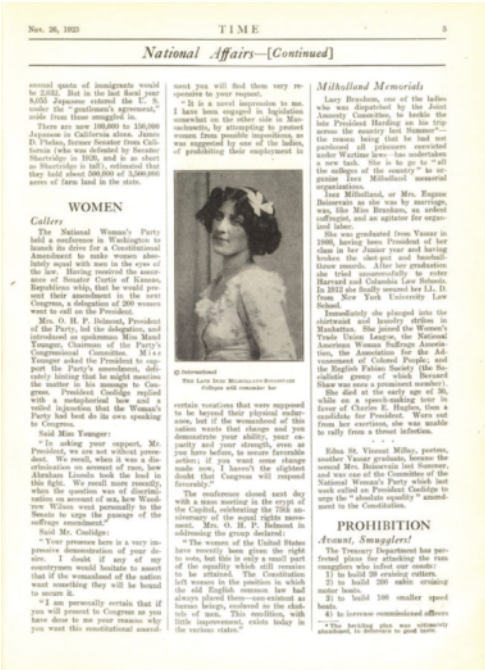 Nov. 26, 1923
TIME
5
National Affairs—[Continued]
annual quota of immigrants would
be 2,032. But in the last fiscal year
8,055 Japanese entered the U. S.
under the "gentlemen's agreement,"
aside from those smuggled in.
There are now 100,000 to 150,000
Japanese in California alone. James
D. Phelan, former Senator from Cali-
fornia (who was defeated by Senator
Shortridge in 1920, and is as short
as Shortridge is tall), estimated that
they hold about 500,000 of 3,500,000
acres of farm land in the state.
WOMEN
Callers
The National Woman's Party
held a conference in Washington to
launch its drive for a Constitutional
Amendment to make women abso-
lutely equal with men in the eyes of
the law. Having received the assur-
ance of Senator Curtis of Kansas,
Republican whip, that he would pre-
sent their amendment in the next
Congress, a delegation of 200 women
went to call on the President.
Mrs. O. H. P. Belmont, President
of the Party, led the delegation, and
introduced as spokesman Miss Maud
Younger, Chairman of the Party's
Congressional Committee. Miss
Younger asked the President to sup-
port the Party's amendment, deli-
cately hinting that he might mention
the matter in his message to Con-
gress. President Coolidge replied
with a metaphorical bow and a
veiled injunction that the Woman's
Party had best do its own speaking
to Congress.
Said Miss Younger:
"In asking your support, Mr.
President, we are not without prece-
dent. We recall, when it was a dis-
crimination on account of race, how
Abraham Lincoln took the lead in
this fight. We recall more recently,
when the question was of discrimi-
nation on account of sex, how Wood-
row Wilson went personally to the
Senate to urge the passage of the
suffrage amendment."
Said Mr. Coolidge:
"Your presence here is a very im-
pressive demonstration of your de-
sire. I doubt if any of my
countrymen would hesitate to assert
that if the womanhood of the nation
want something they will be bound
to secure it.
"I am personally certain that if
you will present to Congress as you
have done to me your reasons why
you want this constitutional amend-
ment you will find them very re-
sponsive to your request.
"It is a novel impression to me.
I have been engaged in legislation
somewhat on the other side in Mas-
sachusetts, by attempting to protect
women from possible impositions, as
was suggested by one of the ladies,
of prohibiting their employment in
© International
THE LATE INEZ MILHOLLAND BOISSEVAIN
Colleges will remember her
certain vocations that were supposed
to be beyond their physical endur-
ance, but if the womanhood of this
nation wants that change and you
demonstrate your ability, your ca-
pacity and your strength, even as
you have before, to secure favorable
action; if you want some change
made now, I haven't the slightest
doubt that Congress will respond
favorably."
The conference closed next day
with a mass meeting in the crypt of
the Capitol, celebrating the 75th an-
niversary of the equal rights move-
ment. Mrs. O. H. P. Belmont in
addressing the group declared:
"The women of the United States
have recently been given the right
to vote, but this is only a small part
of the equality which still remains
to be attained. The Constitution
left women in the position in which
the old English common law had
always placed them—non existent as
human beings, enslaved as the chat-
tels of men. This condition, with
little improvement, exists today in
the various states."
Milholland Memorials
Lucy Branham, one of the ladies
who was dispatched by the Joint
Amnesty Committee, to heckle the
late President Harding on his trip
across the country last Summer*—
the reason being that he had not
pardoned all prisoners convicted
under Wartime laws—has undertaken
a new task. She is to go to "all
the colleges of the country" to or-
ganize Inez Milholland memorial
organizations.
Inez Milholland, or Mrs. Eugene
Boissevain as she was by marriage,
was, like Miss Branham, an ardent
suffragist, and an agitator for organ-
ized labor.
She was graduated from Vassar in
1909, having been President of her
class in her Junior year and having
broken the shot-put and baseball-
throw records. After her graduation
she tried unsuccessfully to enter
Harvard and Columbia Law Schools.
In 1912 she finally secured her LL. D.
from New York University Law
School.
Immediately she plunged into the
shirtwaist and laundry strikes in
Manhattan. She joined the Women's
Trade Union League, the National
American Woman Suffrage Associa-
tion, the Association for the Ad-
vancement of Colored People; and
the English Fabian Society (the So-
cialistic group of which Bernard
Shaw was once a prominent member).
She died at the early age of 30,
while on a speech-making tour in
favor of Charles E. Hughes, then a
candidate for President. Worn out
from her exertions, she was unable
to rally from a throat infection.
* * *
Edna St. Vincent Millay, poetess,
another Vassar graduate, became the
second Mrs. Boissevain last Summer,
and was one of the Committee of the
National Woman's Party which last
week called on President Coolidge to
urge the "absolute equality" amend-
ment to the Constitution.
PROHIBITION
Avaunt, Smugglers!
The Treasury Department has per-
fected plans for attacking the rum
smugglers who infest our coasts:
1) to build 20 cruising cutters.
2) to build 200 cabin cruising
motor boats.
3) to build 100 smaller speed
boats.
4) to increase commissioned officers
* The heckling plan was ultimately
abandoned, in deference to good taste.